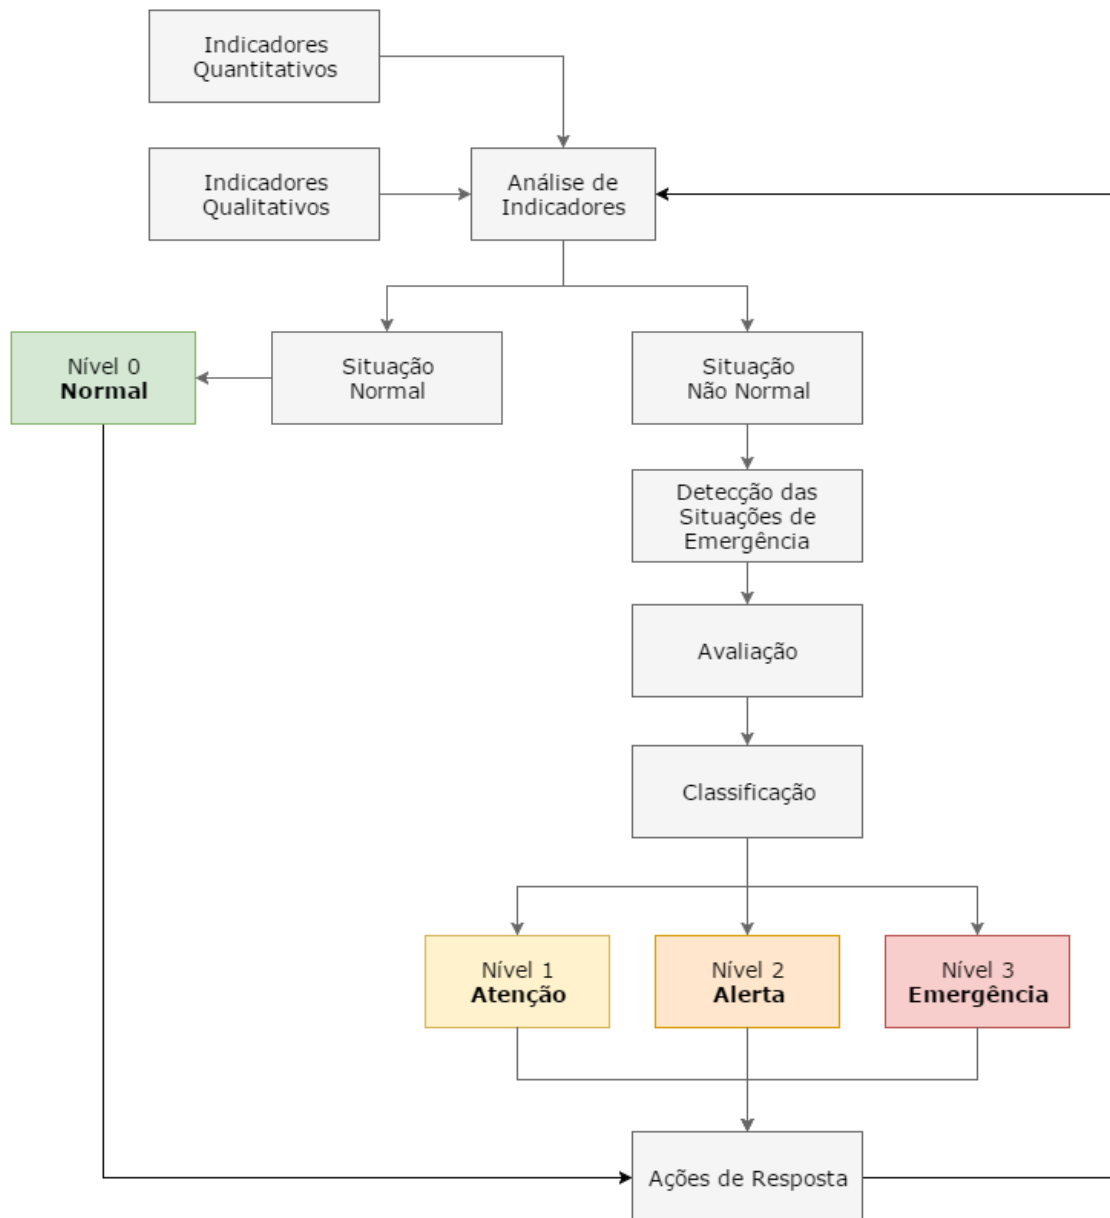 Indicadores
Quantitativos
Indicadores
Qualitativos
Análise de
Indicadores
Nível 0
Normal
Situação
Normal
Situação
Não Normal
Detecção das
Situações de
Emergência
Avaliação
Classificação
Nível 1
Atenção
Nível 2
Alerta
Nível 3
Emergência
Ações de Resposta